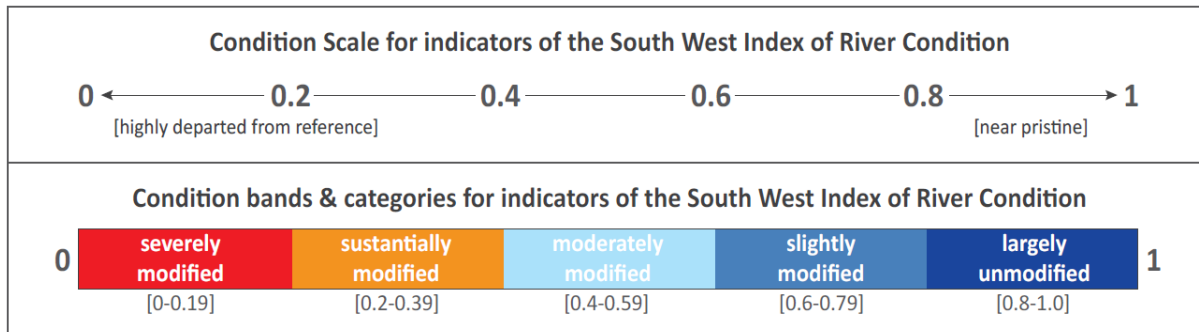 Condition Scale for indicators of the South West Index of River Condition
0 0.2 0.4 0.6 0.8 1
[highly departed from reference] [near pristine]
Condition bands & categories for indicators of the South West Index of River Condition
0 severely sustantially moderately slightly largely 1
modified modified modified modified unmodified
[0-0.19] [0.2-0.39] [0.4-0.59] [0.6-0.79] [0.8-1.0]